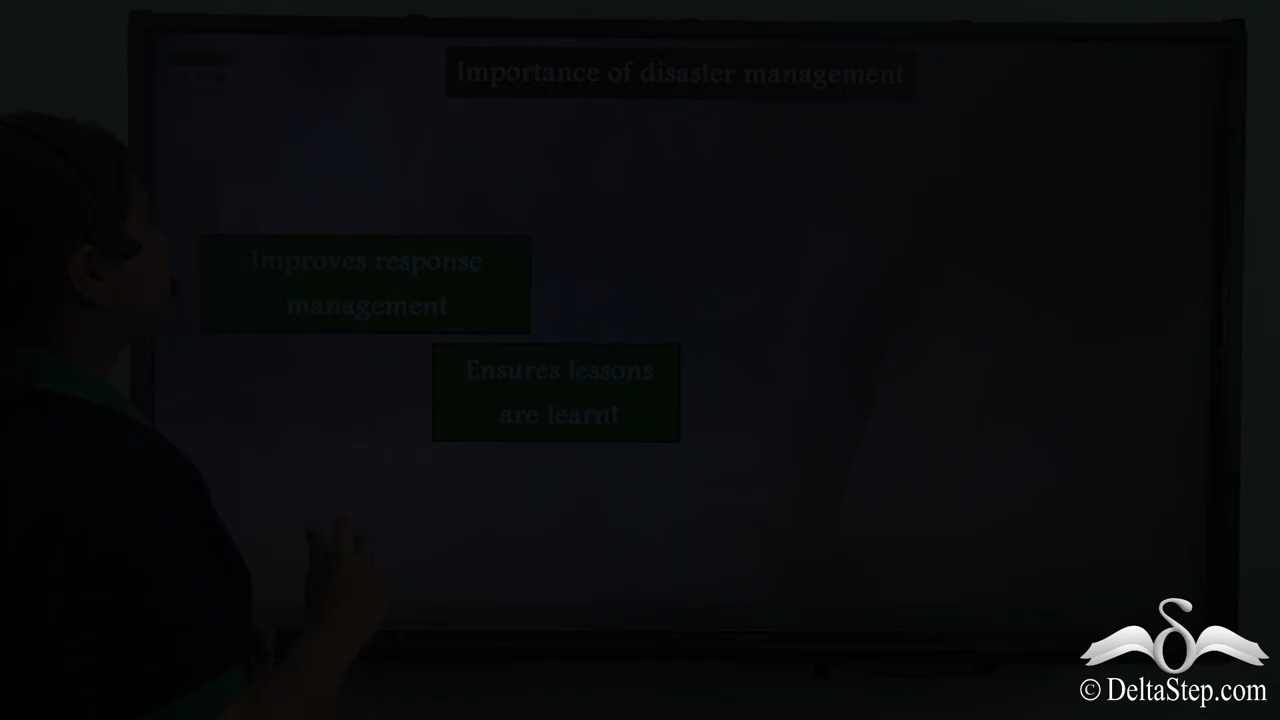 Importance of disaster management
Improves response
management
Ensures lessons
are learnt
© DeltaStep.com